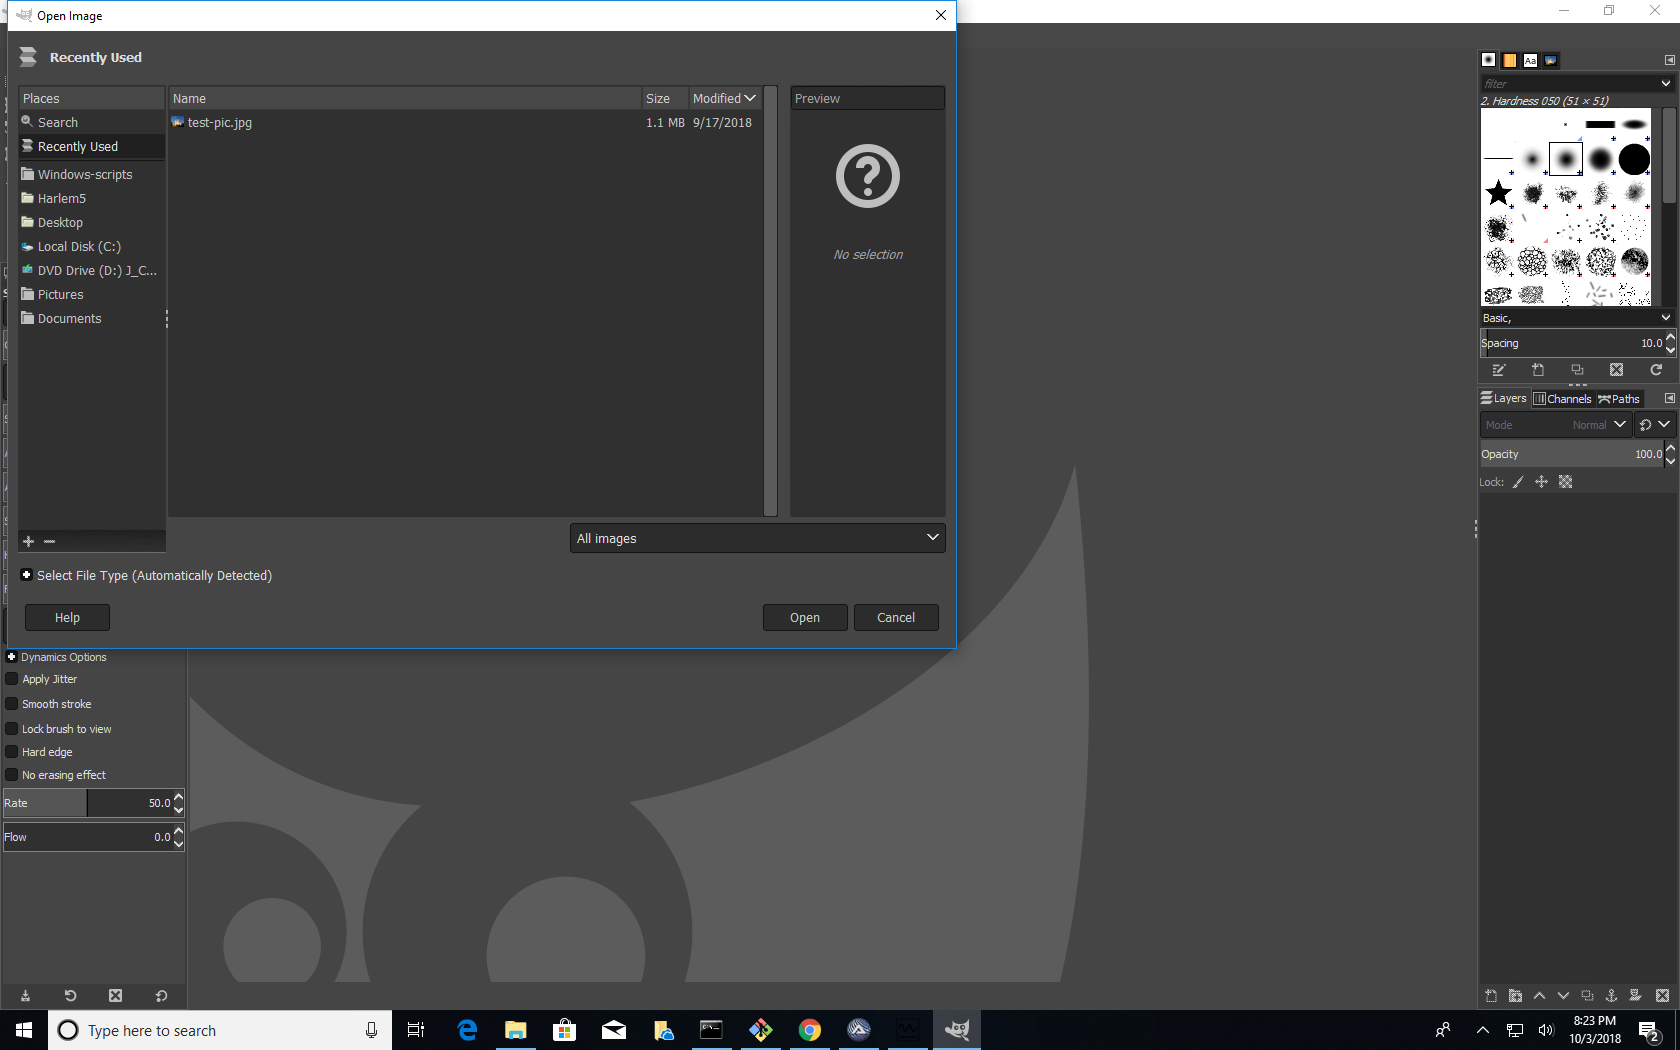 Open Image
Recently Used
Places
Search
Recently Used
Windows-scripts
Harlem5
Desktop
Local Disk (C:)
DVD Drive (D:) J_C...
Pictures
Documents
Name Size Modified
test-pic.jpg 1.1 MB 9/17/2018
Preview
No selection
All images
Select File Type (Automatically Detected)
Help Open Cancel
Dynamics Options
Apply Jitter
Smooth stroke
Lock brush to view
Hard edge
No erasing effect
Rate 50.0
Flow 0.0
Aa
filter
2. Hardness 050 (51 × 51)
Basic,
Spacing 10.0
Layers Channels Paths
Mode Normal
Opacity 100.0
Lock:
Type here to search
8:23 PM
10/3/2018
2